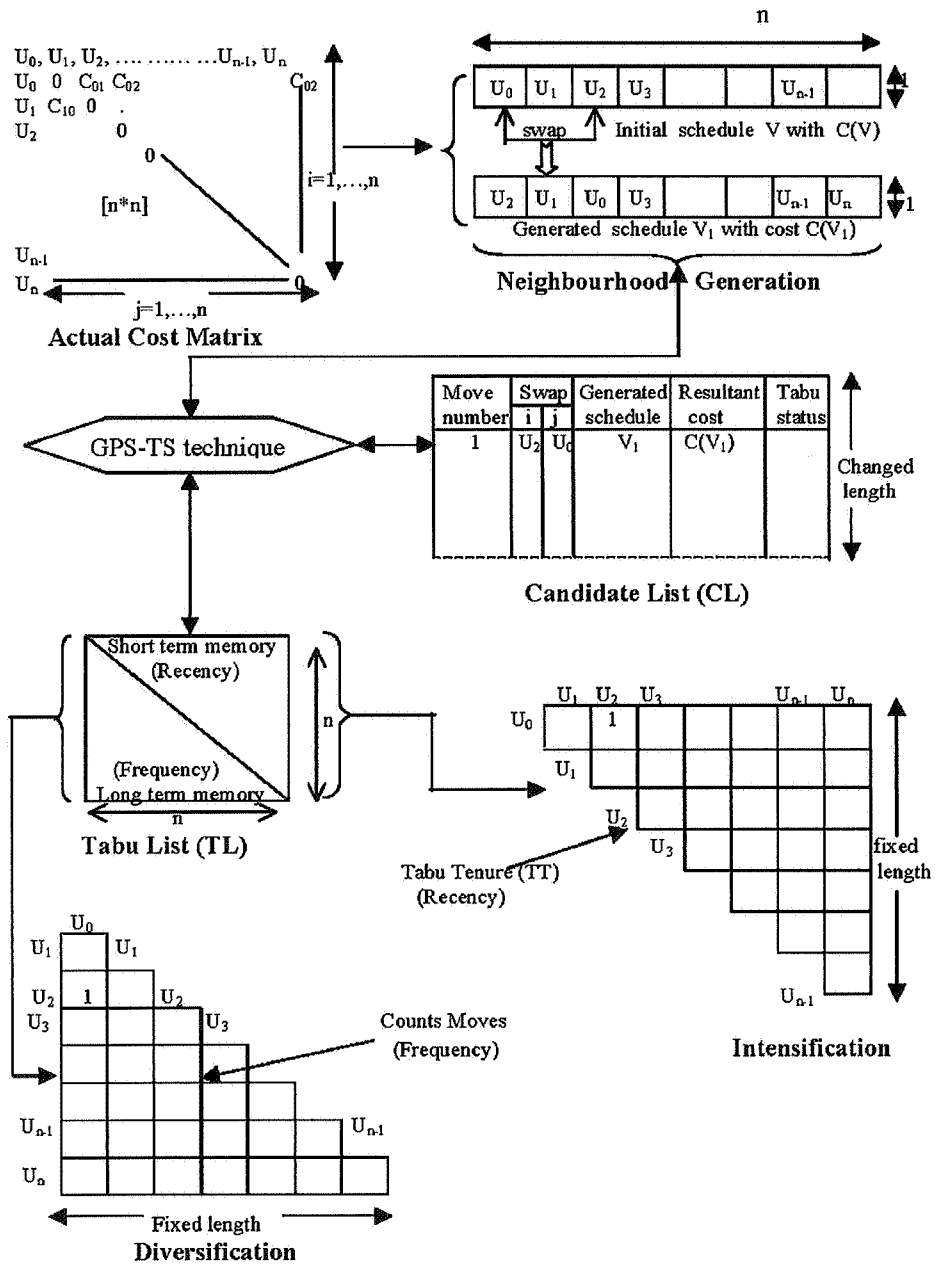 n
U₀, U₁, U₂, .... ......... ...Uₙ₋₁, Uₙ
U₀ 0 C₀₁ C₀₂ C₀₂
U₁ C₁₀ 0 .
U₂ 0
0
[n*n]
i=1,...,n
Uₙ₋₁
Uₙ 0
j=1,...,n
Actual Cost Matrix
U₀ U₁ U₂ U₃ Uₙ₋₁ 1
swap Initial schedule V with C(V)
U₂ U₁ U₀ U₃ Uₙ₋₁ Uₙ 1
Generated schedule V₁ with cost C(V₁)
Neighbourhood Generation
GPS-TS technique
Move Swap Generated Resultant Tabu
number i j schedule cost status
1 U₂ U₀ V₁ C(V₁)
Changed
length
Candidate List (CL)
Short term memory
(Recency)
n
(Frequency)
Long term memory
n
Tabu List (TL)
U₁ U₂ U₃ Uₙ₋₁ Uₙ
U₀ 1
U₁
U₂
U₃
Uₙ₋₁
fixed
length
Tabu Tenure (TT)
(Recency)
Intensification
U₀
U₁ U₁
U₂ 1 U₂
U₃ U₃
Uₙ₋₁ Uₙ₋₁
Uₙ
Counts Moves
(Frequency)
Fixed length
Diversification